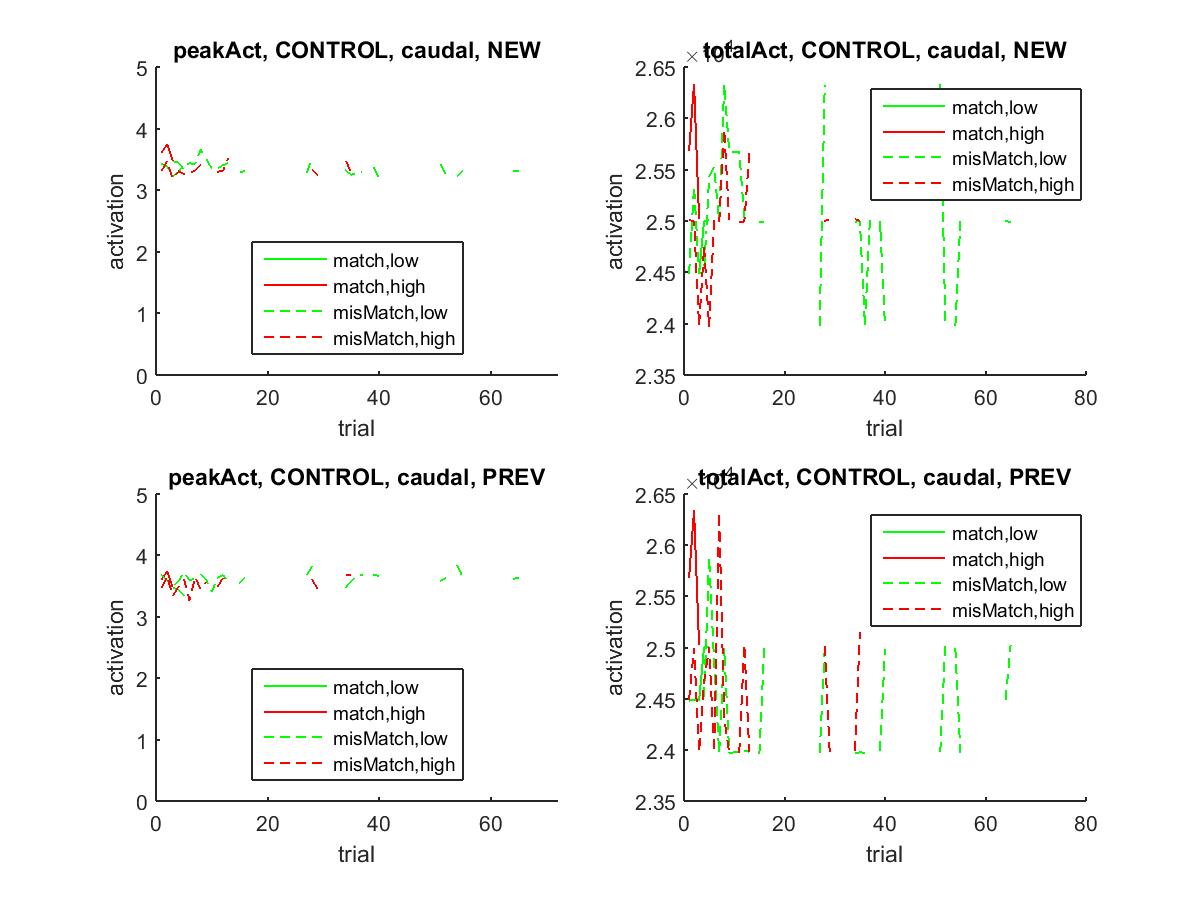 peakAct, CONTROL, caudal, NEW
5
4
3
2
1
0
activation
match,low
match,high
misMatch,low
misMatch,high
0 20 40 60
trial
totalAct, CONTROL, caudal, NEW
×10^4
2.65
2.6
2.55
2.5
2.45
2.4
2.35
activation
match,low
match,high
misMatch,low
misMatch,high
0 20 40 60 80
trial
peakAct, CONTROL, caudal, PREV
5
4
3
2
1
0
activation
match,low
match,high
misMatch,low
misMatch,high
0 20 40 60
trial
totalAct, CONTROL, caudal, PREV
×10^4
2.65
2.6
2.55
2.5
2.45
2.4
2.35
activation
match,low
match,high
misMatch,low
misMatch,high
0 20 40 60 80
trial